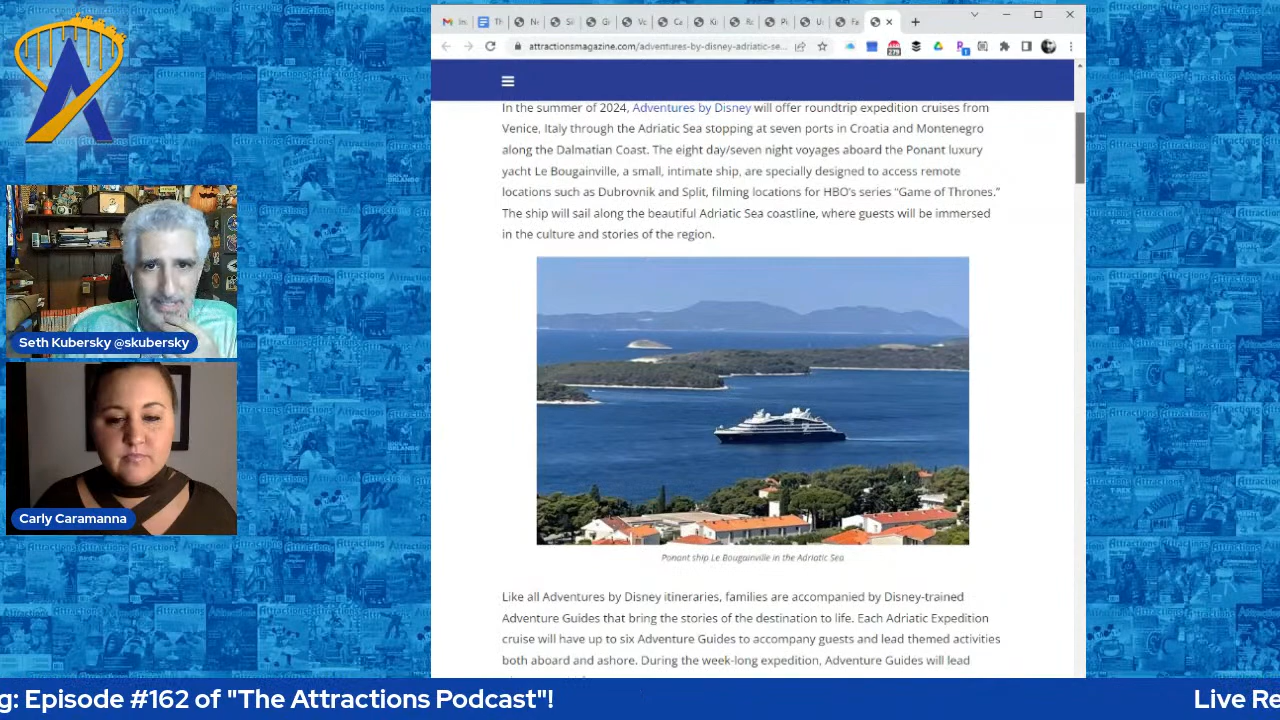 attractionsmagazine.com/adventures-by-disney-adriatic-se...
In the summer of 2024, Adventures by Disney will offer roundtrip expedition cruises from
Venice, Italy through the Adriatic Sea stopping at seven ports in Croatia and Montenegro
along the Dalmatian Coast. The eight day/seven night voyages aboard the Ponant luxury
yacht Le Bougainville, a small, intimate ship, are specially designed to access remote
locations such as Dubrovnik and Split, filming locations for HBO's series "Game of Thrones."
The ship will sail along the beautiful Adriatic Sea coastline, where guests will be immersed
in the culture and stories of the region.
Ponant ship Le Bougainville in the Adriatic Sea
Like all Adventures by Disney itineraries, families are accompanied by Disney-trained
Adventure Guides that bring the stories of the destination to life. Each Adriatic Expedition
cruise will have up to six Adventure Guides to accompany guests and lead themed activities
both aboard and ashore. During the week-long expedition, Adventure Guides will lead
Seth Kubersky @skubersky
Carly Caramanna
g: Episode #162 of "The Attractions Podcast"!
Live Re